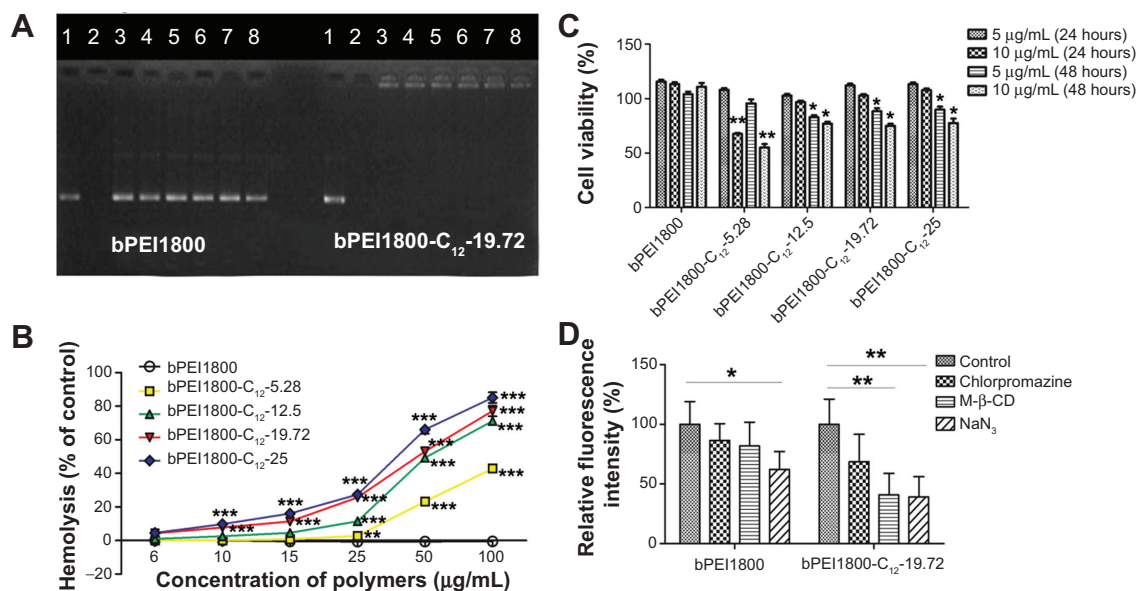 A
1 2 3 4 5 6 7 8 1 2 3 4 5 6 7 8
bPEI1800
bPEI1800-C12-19.72
B
Hemolysis (% of control)
100
80
60
40
20
0
−20
bPEI1800
bPEI1800-C12-5.28
bPEI1800-C12-12.5
bPEI1800-C12-19.72
bPEI1800-C12-25
*** *** *** *** ***
*** *** *** *** ***
*** *** ***
** *** ***
6 10 15 25 50 100
Concentration of polymers (µg/mL)
C
Cell viability (%)
150
100
50
0
5 µg/mL (24 hours)
10 µg/mL (24 hours)
5 µg/mL (48 hours)
10 µg/mL (48 hours)
** ** * * * * * *
bPEI1800
bPEI1800-C12-5.28
bPEI1800-C12-12.5
bPEI1800-C12-19.72
bPEI1800-C12-25
D
Relative fluorescence
intensity (%)
150
100
50
0
* ** **
Control
Chlorpromazine
M-β-CD
NaN3
bPEI1800
bPEI1800-C12-19.72